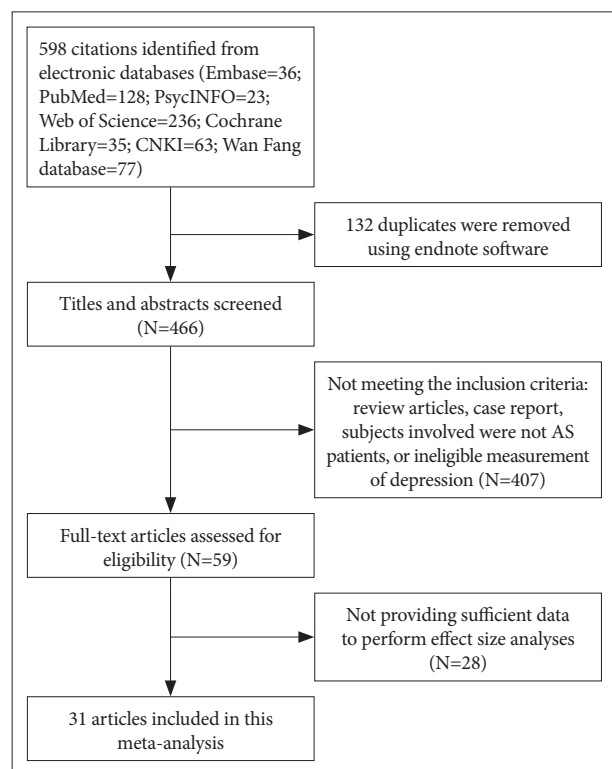 598 citations identified from
electronic databases (Embase=36;
PubMed=128; PsycINFO=23;
Web of Science=236; Cochrane
Library=35; CNKI=63; Wan Fang
database=77)
132 duplicates were removed
using endnote software
Titles and abstracts screened
(N=466)
Not meeting the inclusion criteria:
review articles, case report,
subjects involved were not AS
patients, or ineligible measurement
of depression (N=407)
Full-text articles assessed for
eligibility (N=59)
Not providing sufficient data
to perform effect size analyses
(N=28)
31 articles included in this
meta-analysis